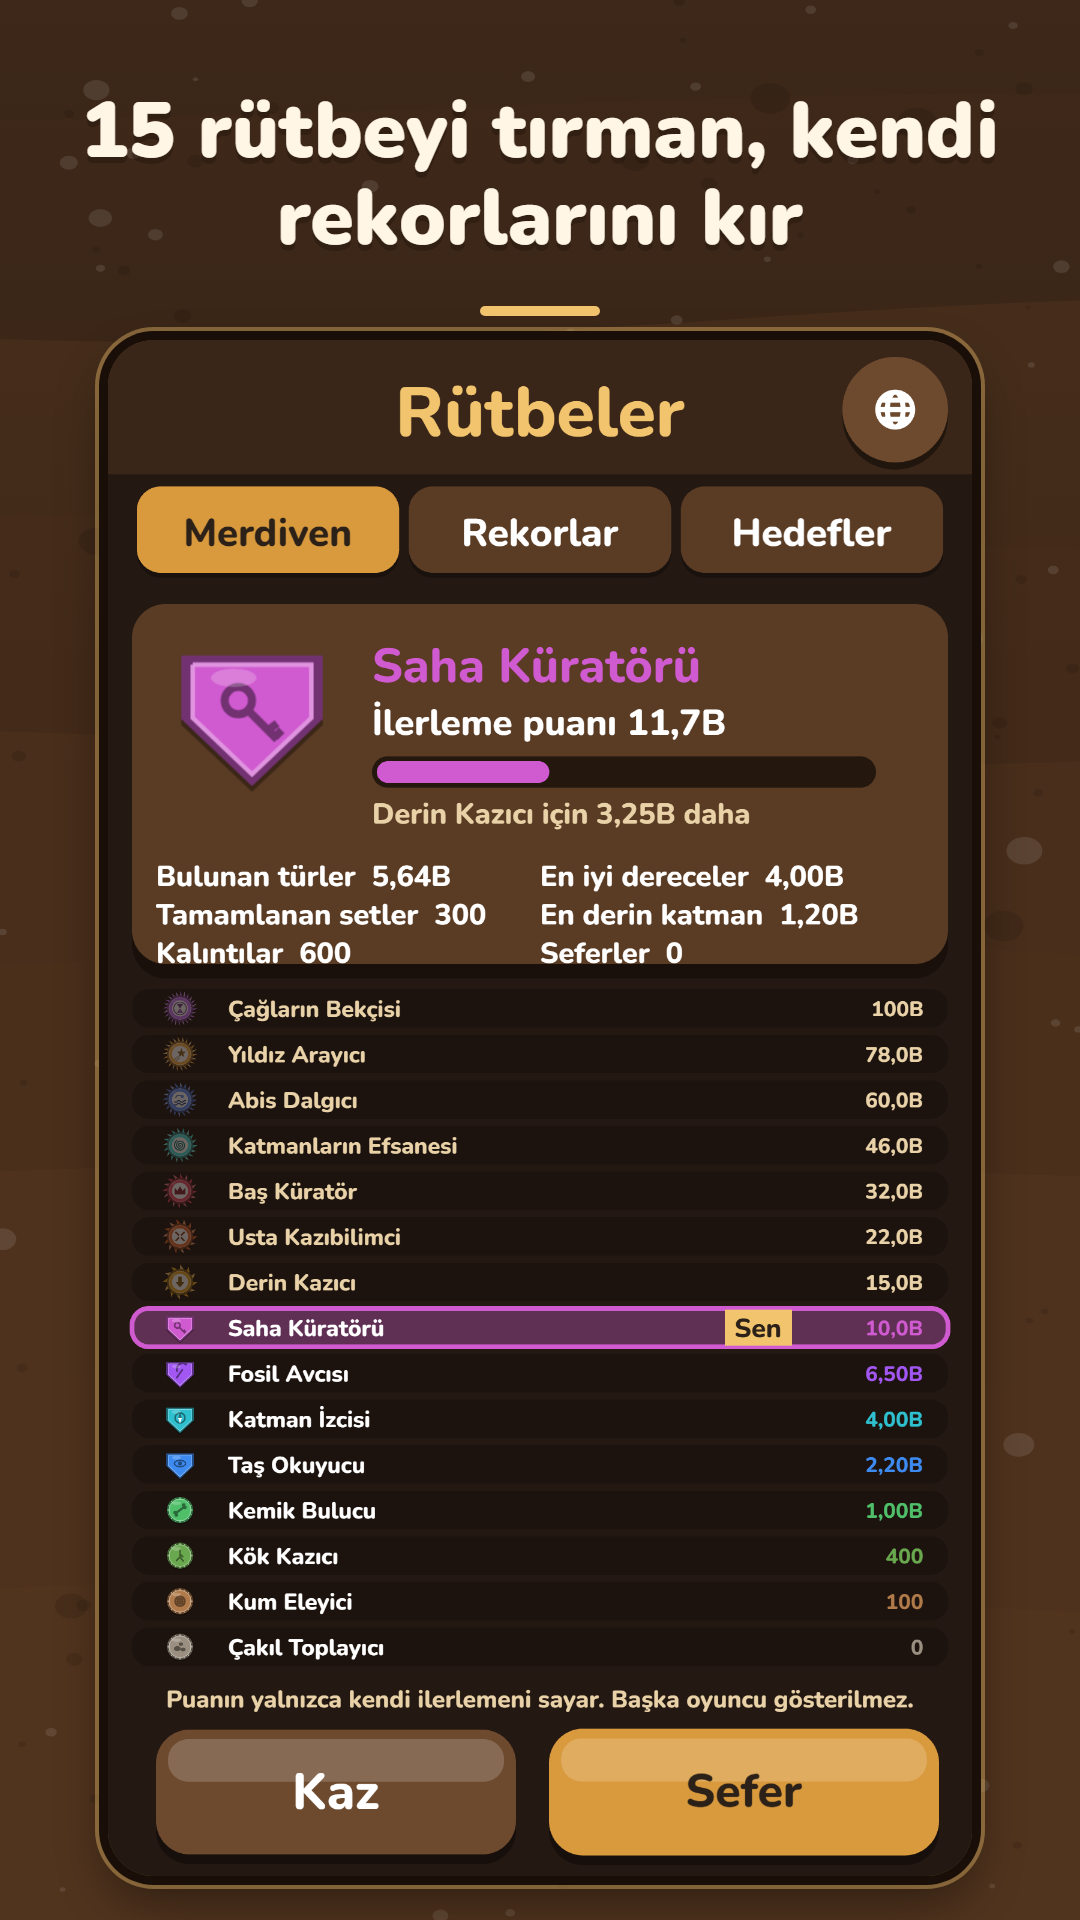 15 rütbeyi tırman, kendi
rekorlarını kır
Rütbeler
Merdiven
Rekorlar
Hedefler
Saha Küratörü
İlerleme puanı 11,7B
Derin Kazıcı için 3,25B daha
Bulunan türler 5,64B
En iyi dereceler 4,00B
Tamamlanan setler 300
En derin katman 1,20B
Kalıntılar 600
Seferler 0
Çağların Bekçisi 100B
Yıldız Arayıcı 78,0B
Abis Dalgıcı 60,0B
Katmanların Efsanesi 46,0B
Baş Küratör 32,0B
Usta Kazıbilimci 22,0B
Derin Kazıcı 15,0B
Saha Küratörü Sen 10,0B
Fosil Avcısı 6,50B
Katman İzcisi 4,00B
Taş Okuyucu 2,20B
Kemik Bulucu 1,00B
Kök Kazıcı 400
Kum Eleyici 100
Çakıl Toplayıcı 0
Puanın yalnızca kendi ilerlemeni sayar. Başka oyuncu gösterilmez.
Kaz
Sefer